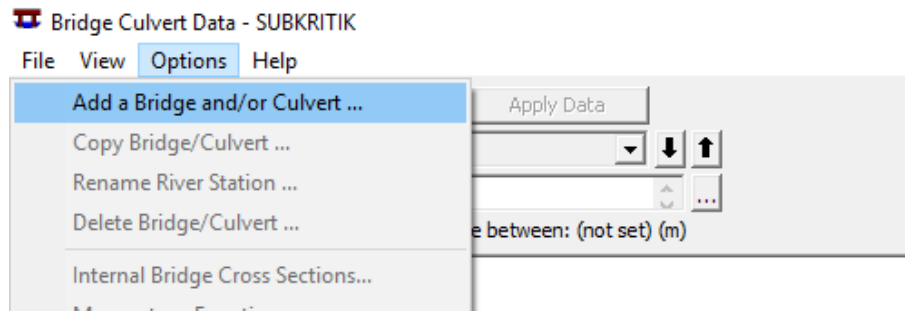 Bridge Culvert Data - SUBKRITIK
File View Options Help
Add a Bridge and/or Culvert ...
Apply Data
Copy Bridge/Culvert ...
Rename River Station ...
...
Delete Bridge/Culvert ...
e between: (not set) (m)
Internal Bridge Cross Sections...